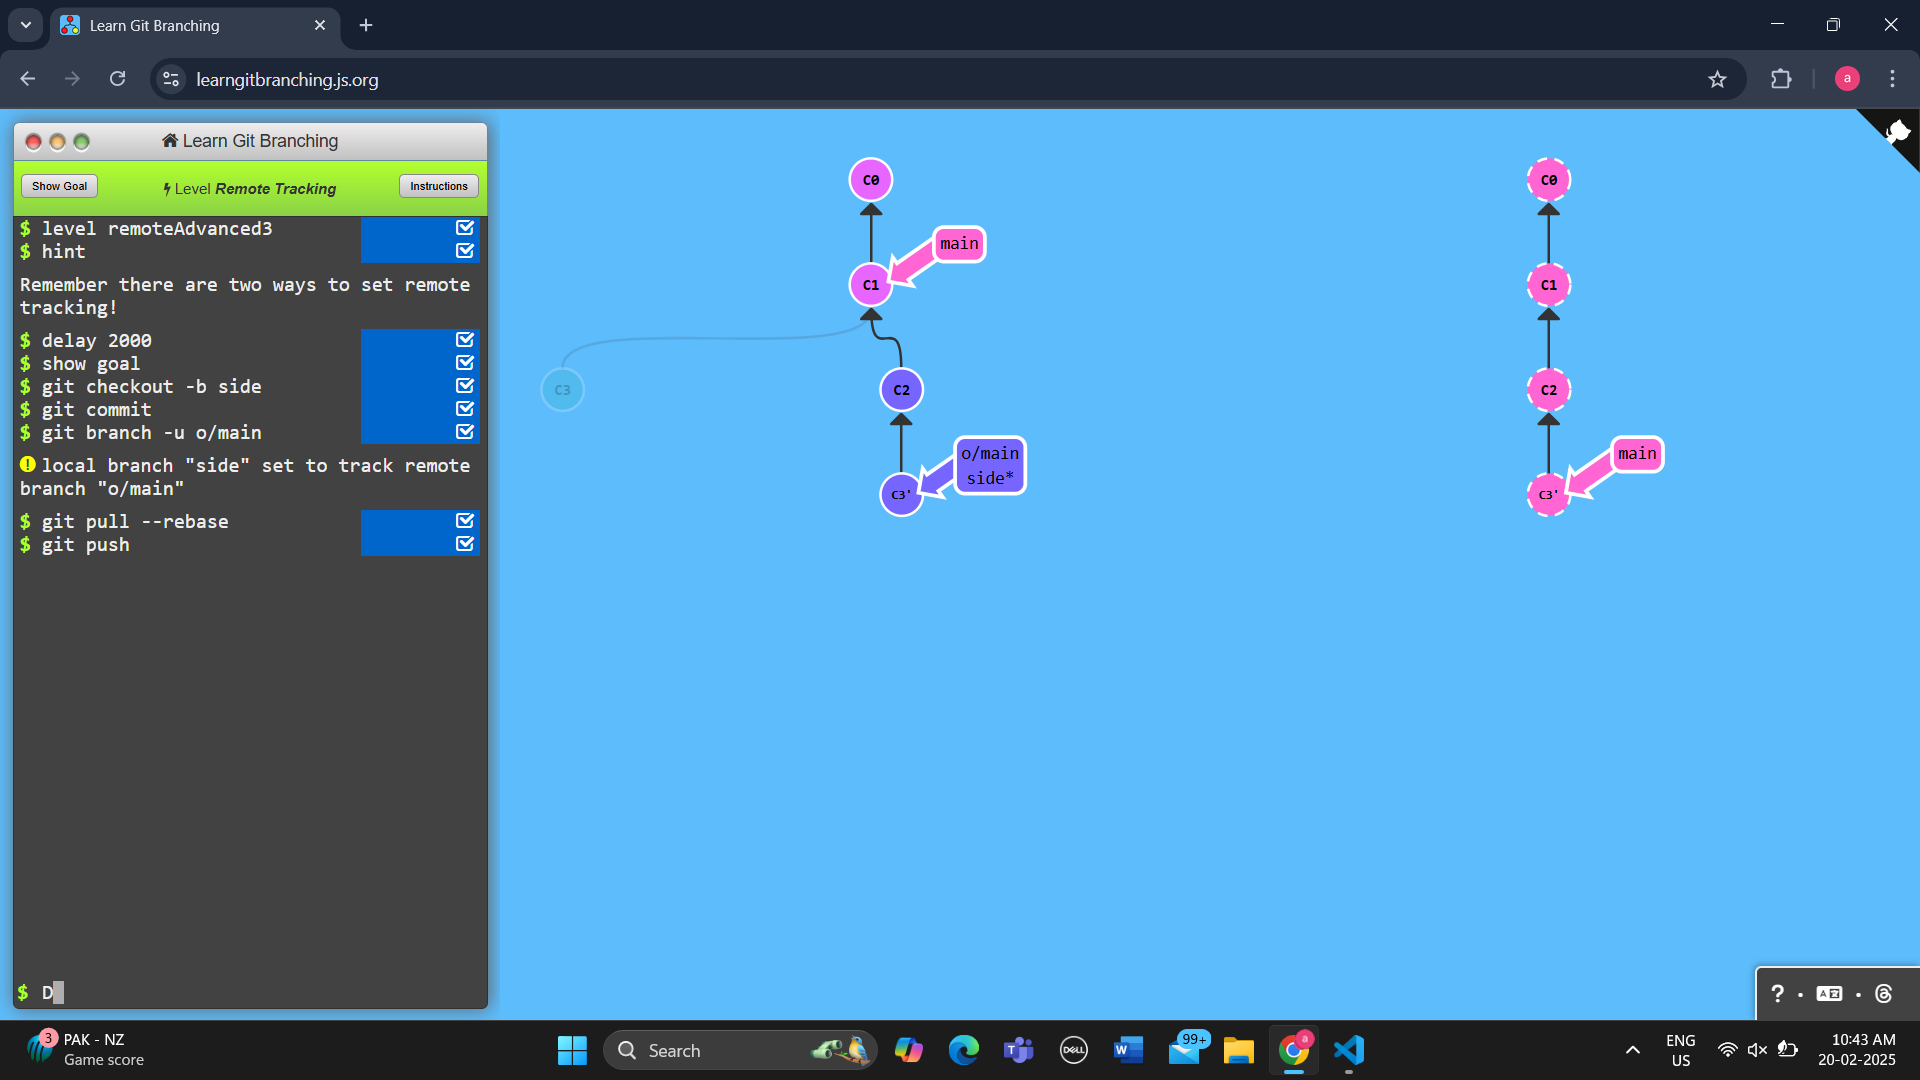 Learn Git Branching
learngitbranching.js.org
a
Learn Git Branching
Show Goal
Level Remote Tracking
Instructions
$ level remoteAdvanced3
$ hint
Remember there are two ways to set remote
tracking!
$ delay 2000
$ show goal
$ git checkout -b side
$ git commit
$ git branch -u o/main
local branch "side" set to track remote
branch "o/main"
$ git pull --rebase
$ git push
$ D
C0
main
C1
C3
C2
o/main
side*
C3'
C0
C1
C2
main
C3'
?
3
PAK - NZ
Game score
Search
DELL
99+
a
ENG
US
10:43 AM
20-02-2025